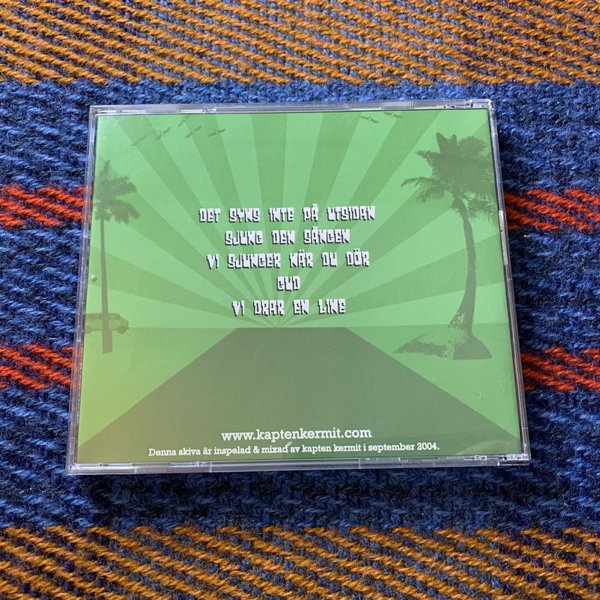 DET SYNS INTE PÅ UTSIDAN
SJUNG DEN SÅNGEN
VI SJUNGER NÄR DU DÖR
GUD
VI DRAR EN LINE
www.kaptenkermit.com
Denna skiva är inspelad & mixad av kapten kermit i september 2004.